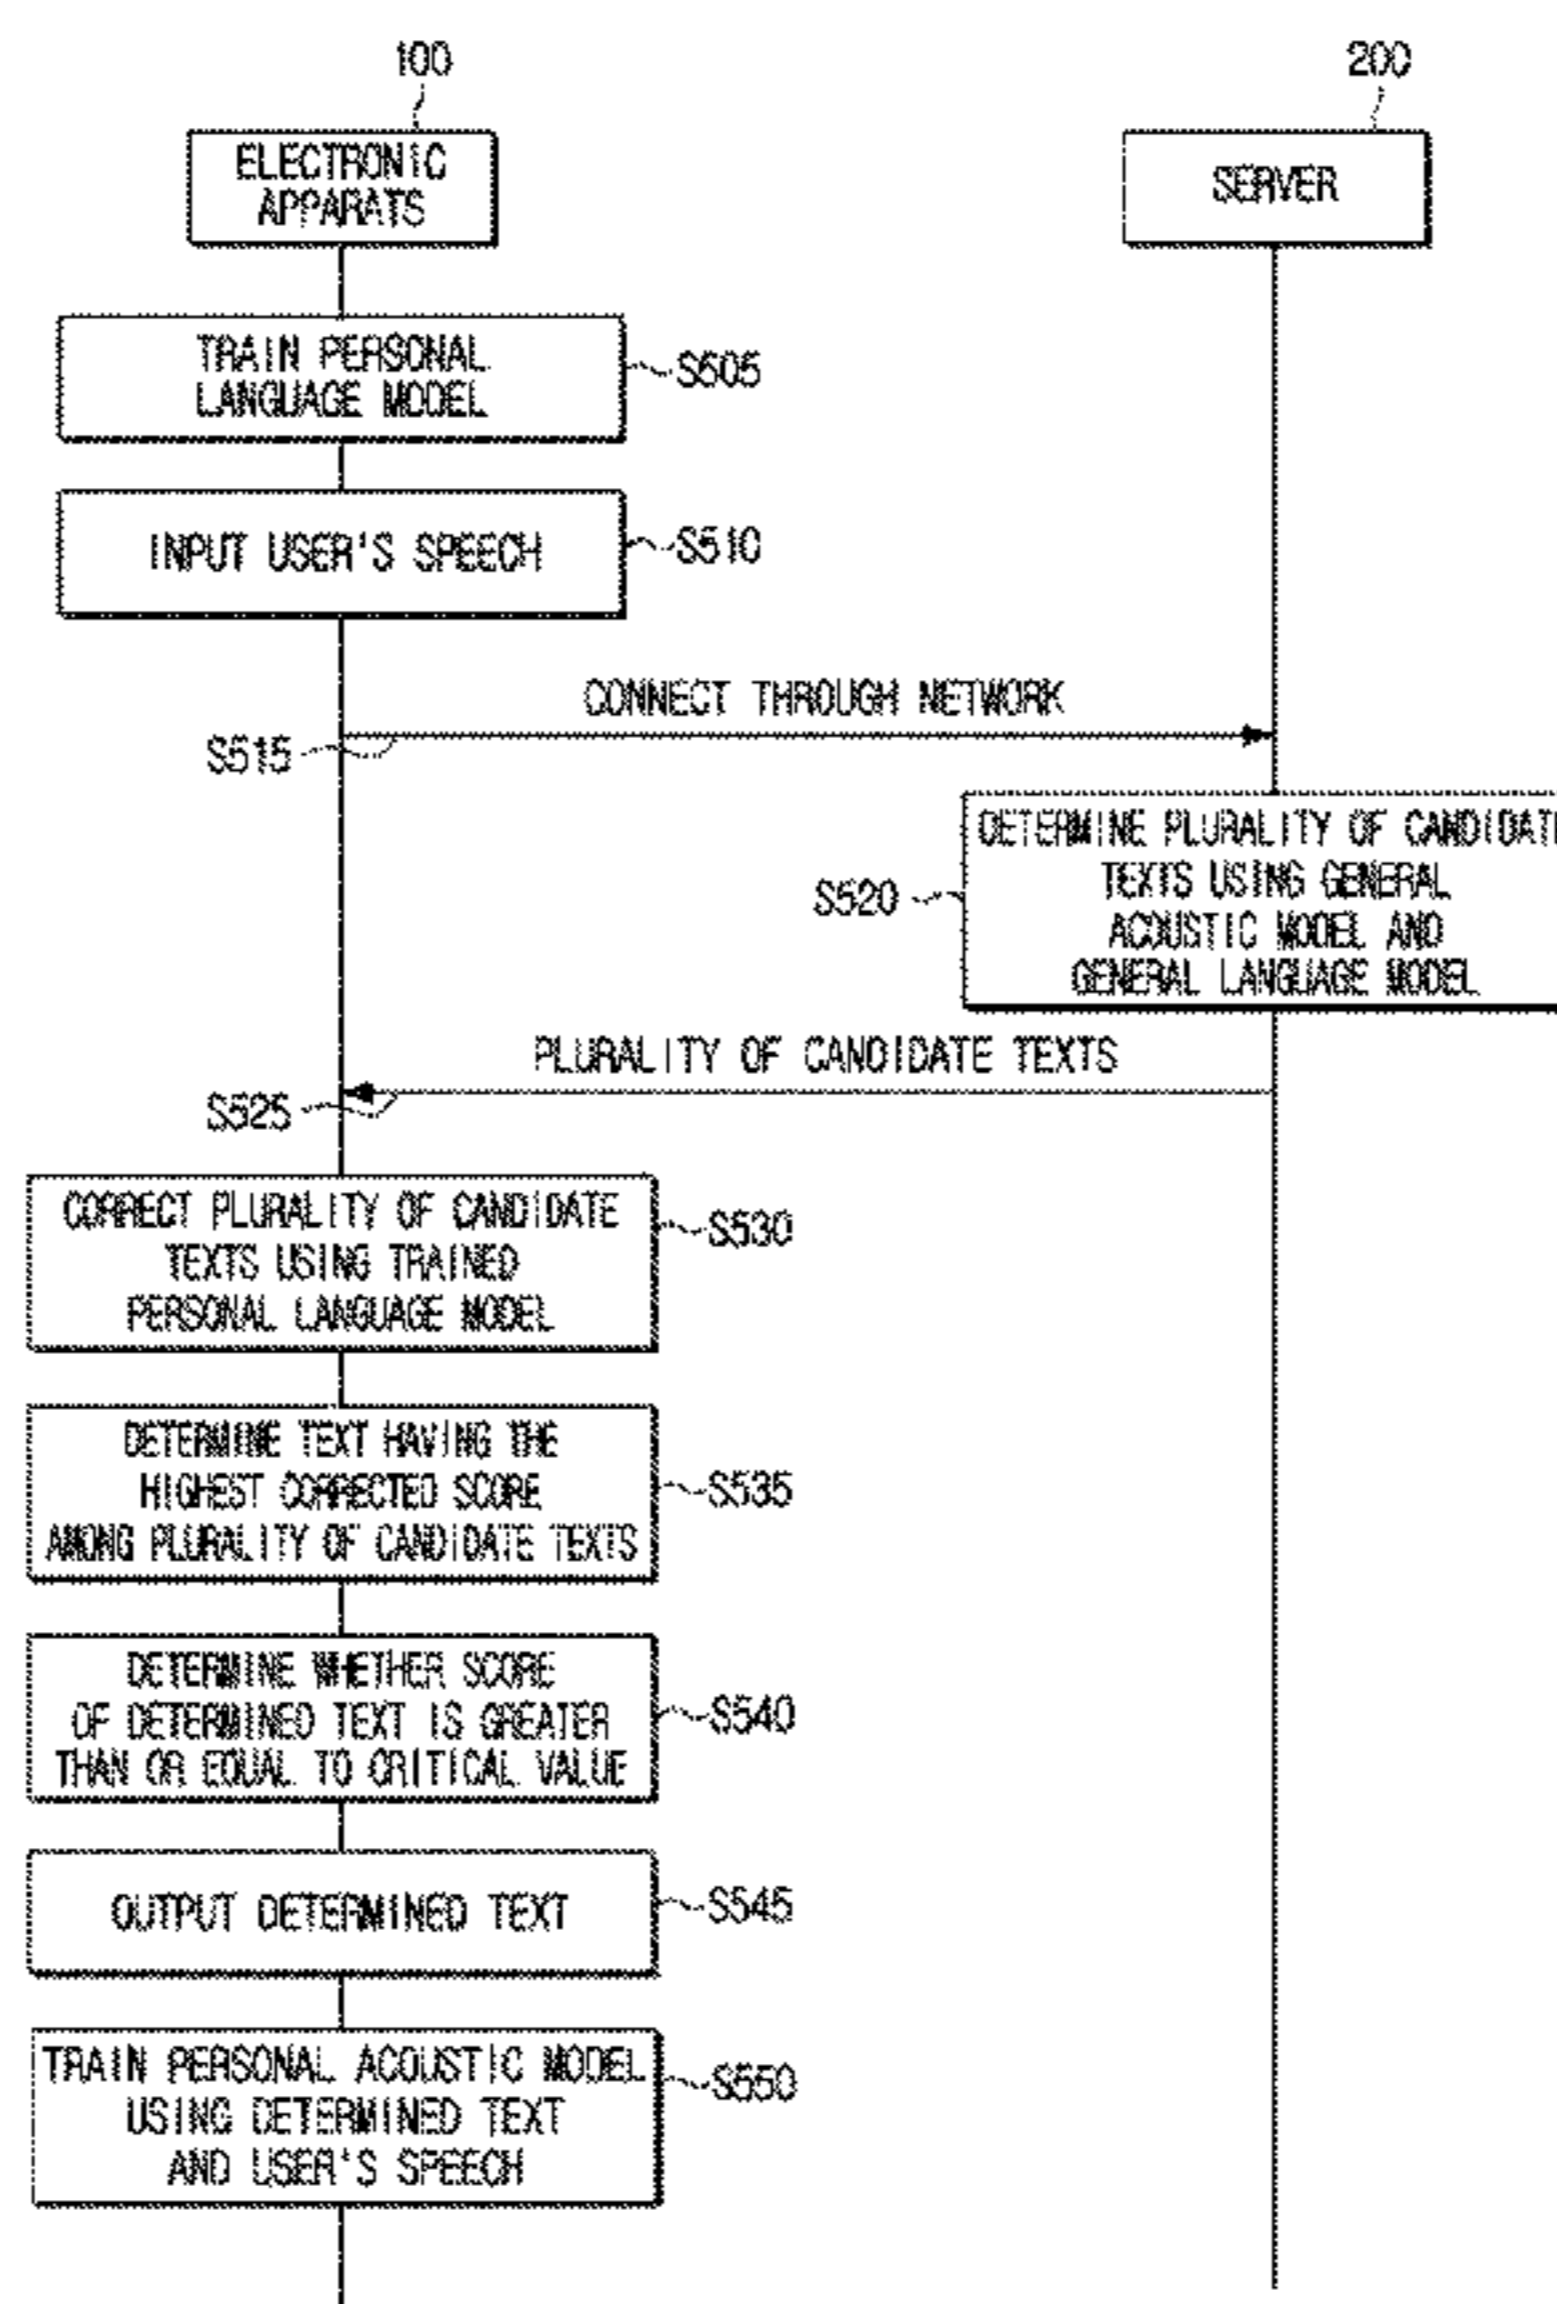 100
200
ELECTRONIC
APPARATS
SERVER
TRAIN PERSONAL
LANGUAGE MODEL
S505
INPUT USER'S SPEECH
S510
CONNECT THROUGH NETWORK
S515
DETERMINE PLURALITY OF CANDIDATE
TEXTS USING GENERAL
ACOUSTIC MODEL AND
GENERAL LANGUAGE MODEL
S520
PLURALITY OF CANDIDATE TEXTS
S525
CORRECT PLURALITY OF CANDIDATE
TEXTS USING TRAINED
PERSONAL LANGUAGE MODEL
S530
DETERMINE TEXT HAVING THE
HIGHEST CORRECTED SCORE
AMONG PLURALITY OF CANDIDATE TEXTS
S535
DETERMINE WHETHER SCORE
OF DETERMINED TEXT IS GREATER
THAN OR EQUAL TO CRITICAL VALUE
S540
OUTPUT DETERMINED TEXT
S545
TRAIN PERSONAL ACOUSTIC MODEL
USING DETERMINED TEXT
AND USER'S SPEECH
S550